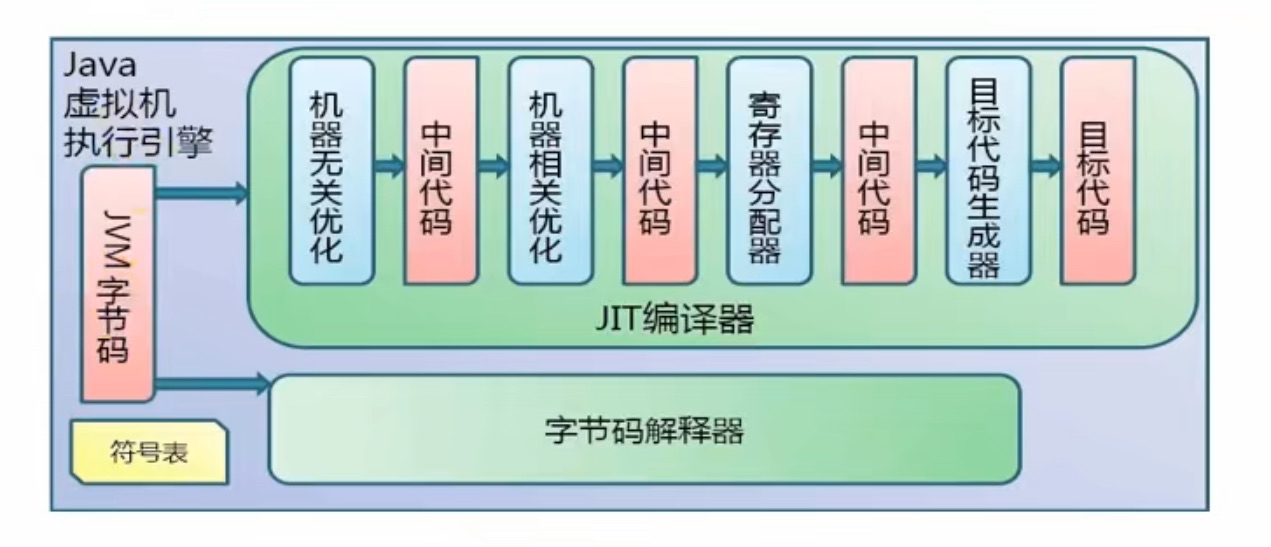 Java
虚拟机
执行引擎
JVM字节码
机器无关优化
中间代码
机器相关优化
中间代码
寄存器分配器
中间代码
目标代码生成器
目标代码
JIT编译器
字节码解释器
符号表